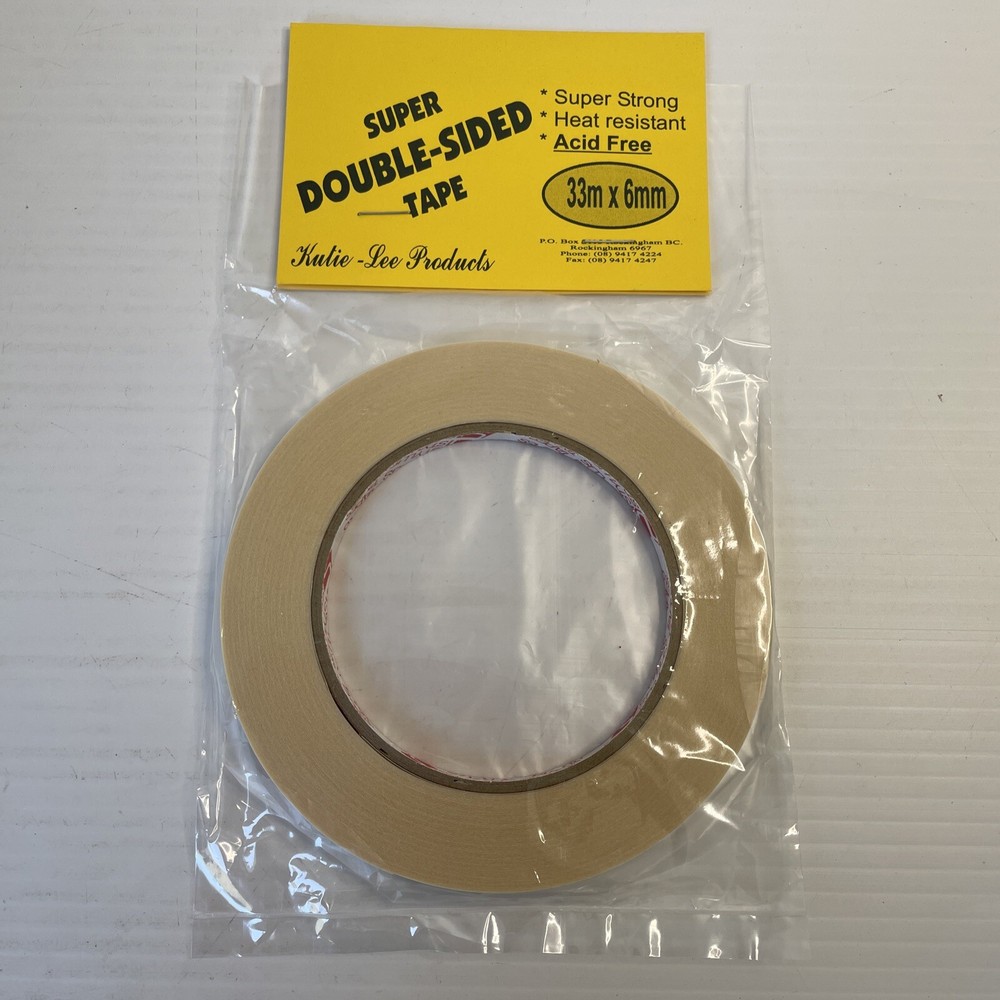 SUPER
DOUBLE-SIDED
TAPE
Kutie-Lee Products
* Super Strong
* Heat resistant
* Acid Free
33m x 6mm
P.O. Box BC.
Rockingham 6967
Phone: (08) 9417 4224
Fax: (08) 9417 4247